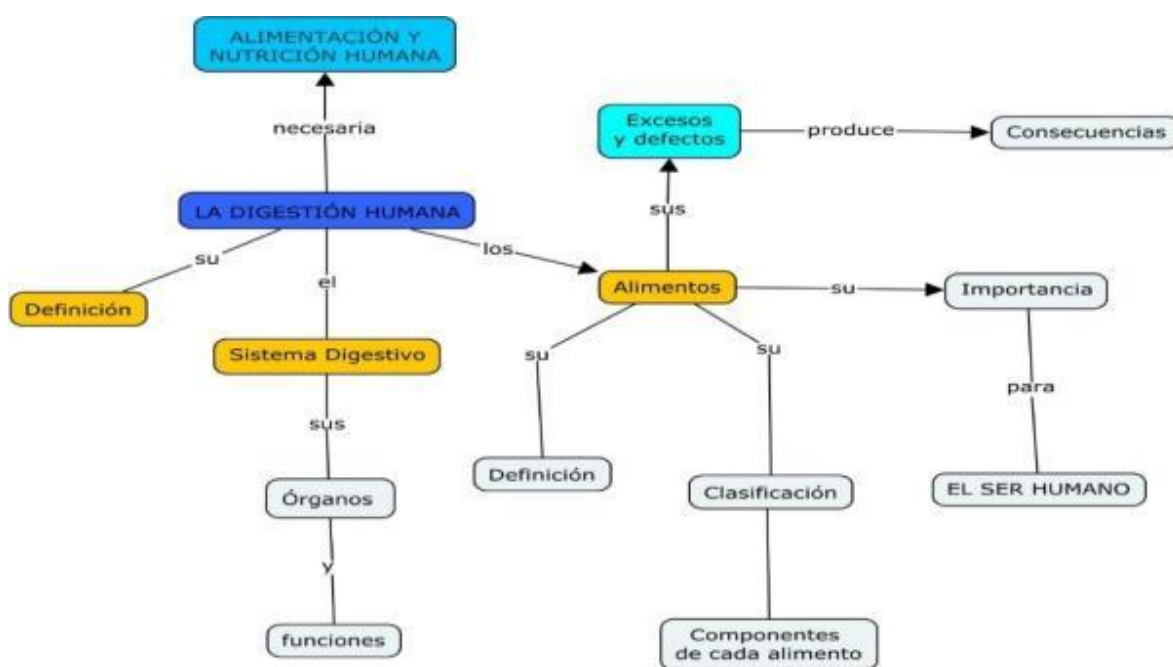 ALIMENTACIÓN Y
NUTRICIÓN HUMANA
necesaria
Excesos
y defectos
produce
Consecuencias
LA DIGESTIÓN HUMANA
sus
su
el
los
Definición
Alimentos
su
Importancia
Sistema Digestivo
su
su
para
sus
Definición
Clasificación
EL SER HUMANO
Órganos
y
funciones
Componentes
de cada alimento